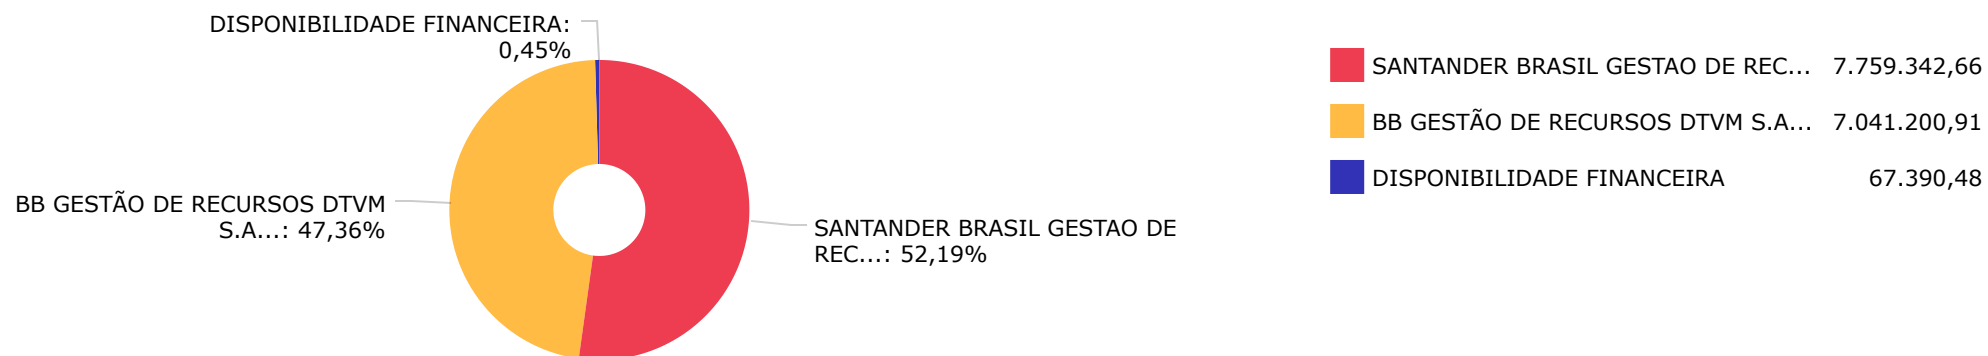 DISPONIBILIDADE FINANCEIRA:
0,45%
BB GESTÃO DE RECURSOS DTVM
S.A...: 47,36%
SANTANDER BRASIL GESTAO DE
REC...: 52,19%
SANTANDER BRASIL GESTAO DE REC... 7.759.342,66
BB GESTÃO DE RECURSOS DTVM S.A... 7.041.200,91
DISPONIBILIDADE FINANCEIRA 67.390,48